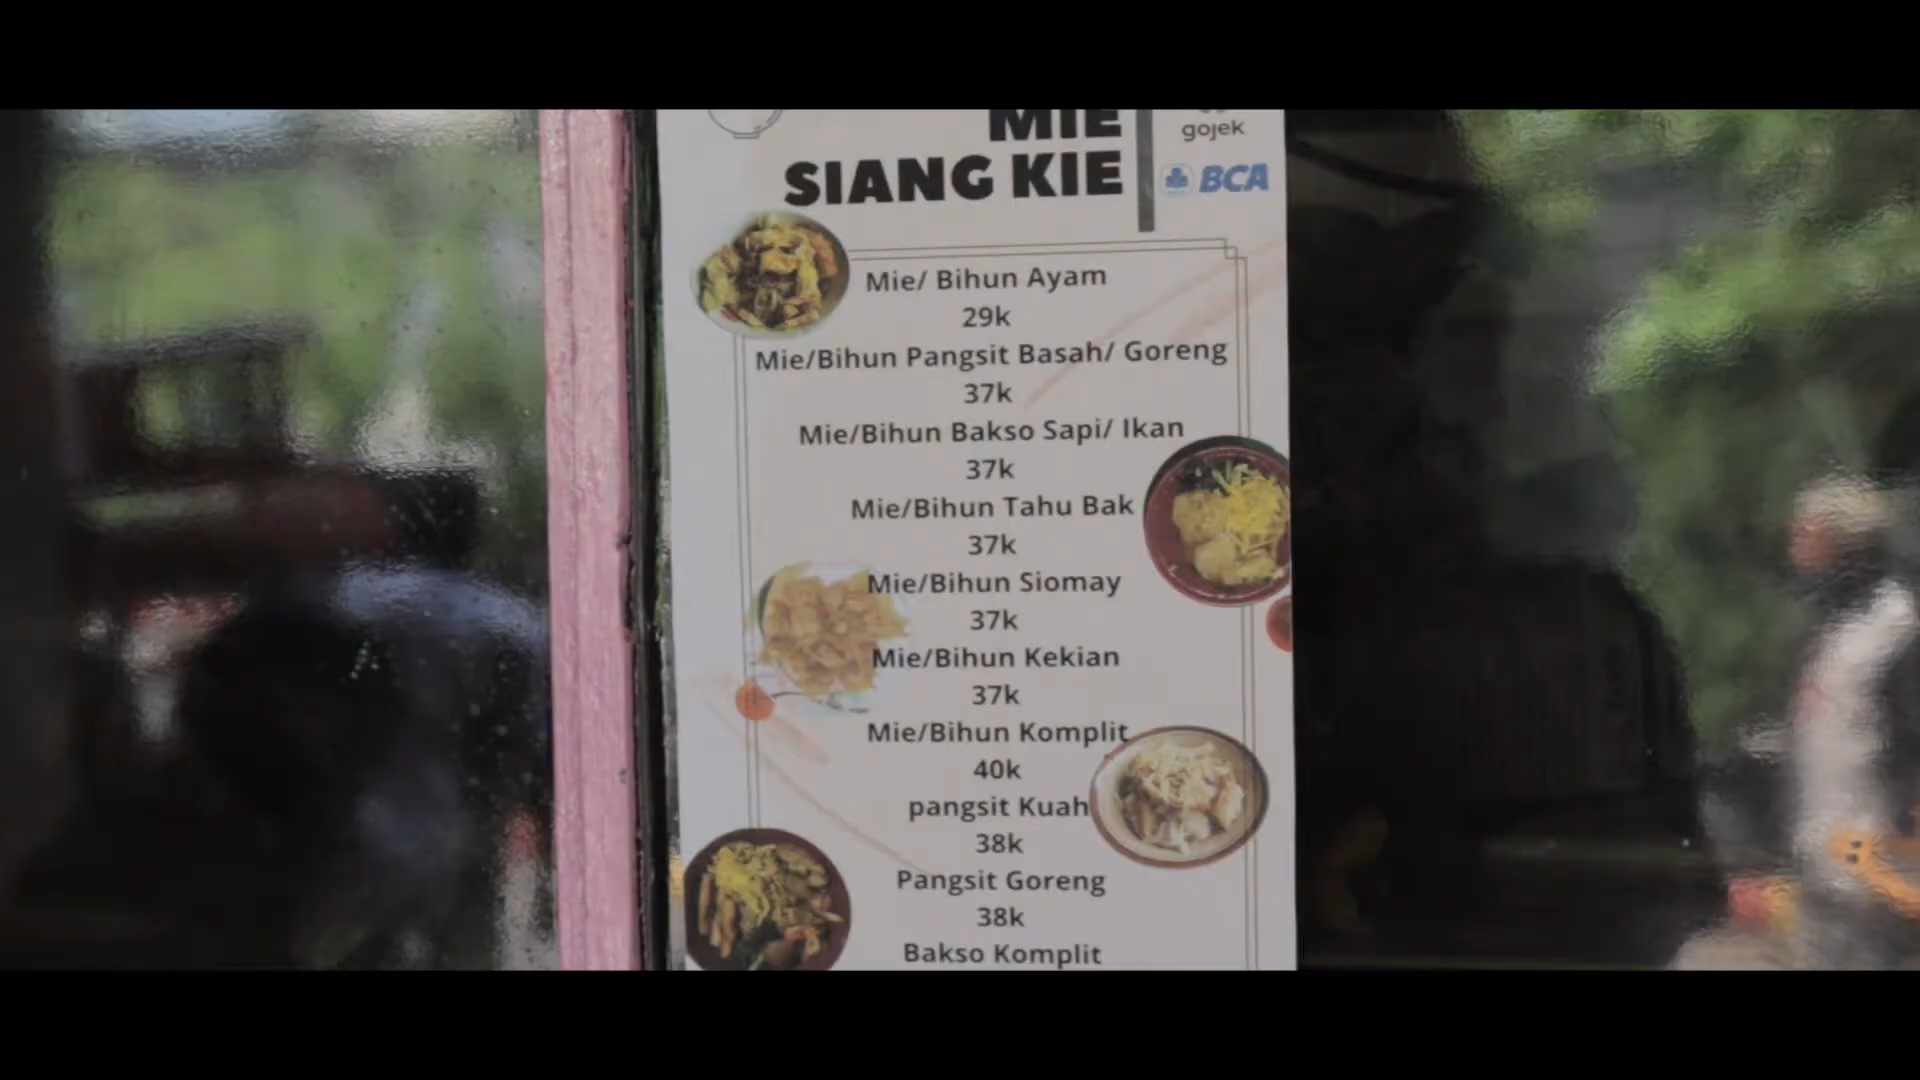 MIE
SIANG KIE
gojek
BCA
Mie/ Bihun Ayam
29k
Mie/Bihun Pangsit Basah/ Goreng
37k
Mie/Bihun Bakso Sapi/ Ikan
37k
Mie/Bihun Tahu Bak
37k
Mie/Bihun Siomay
37k
Mie/Bihun Kekian
37k
Mie/Bihun Komplit
40k
pangsit Kuah
38k
Pangsit Goreng
38k
Bakso Komplit